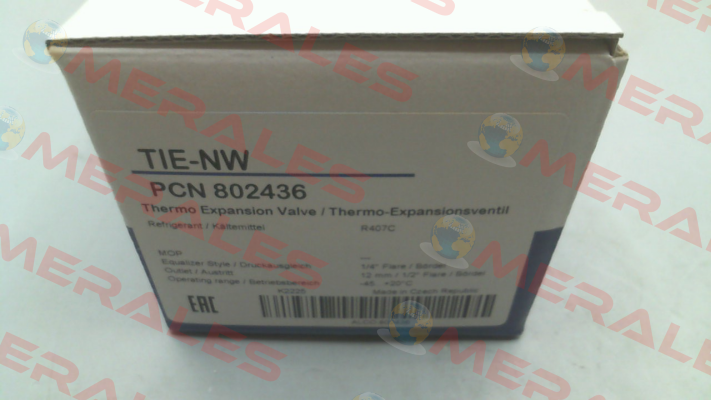 TIE-NW
PCN 802436
Thermo Expansion Valve / Thermo-Expansionsventil
Refrigerant / Kältemittel R407C
MOP ---
Equalizer Style / Druckausgleich 1/4" Flare / Bördel
Outlet / Austritt 12 mm / 1/2" Flare / Bördel
Operating range / Betriebsbereich -45...+20°C
Made in Czech Republic
EAC
MERALES
MERALES
MERALES
MERALES
MERALES